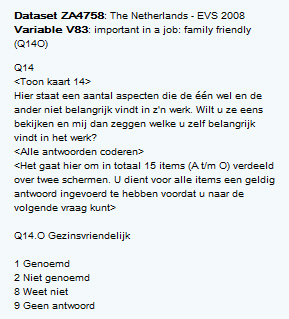 Dataset ZA4758: The Netherlands - EVS 2008
Variable V83: important in a job: family friendly
(Q14O)
Q14
<Toon kaart 14>
Hier staat een aantal aspecten die de één wel en de
ander niet belangrijk vindt in z'n werk. Wilt u ze eens
bekijken en mij dan zeggen welke u zelf belangrijk
vindt in het werk?
<Alle antwoorden coderen>
<Het gaat hier om in totaal 15 items (A t/m O) verdeeld
over twee schermen. U dient voor alle items een geldig
antwoord ingevoerd te hebben voordat u naar de
volgende vraag kunt>
Q14.O Gezinsvriendelijk
1 Genoemd
2 Niet genoemd
8 Weet niet
9 Geen antwoord